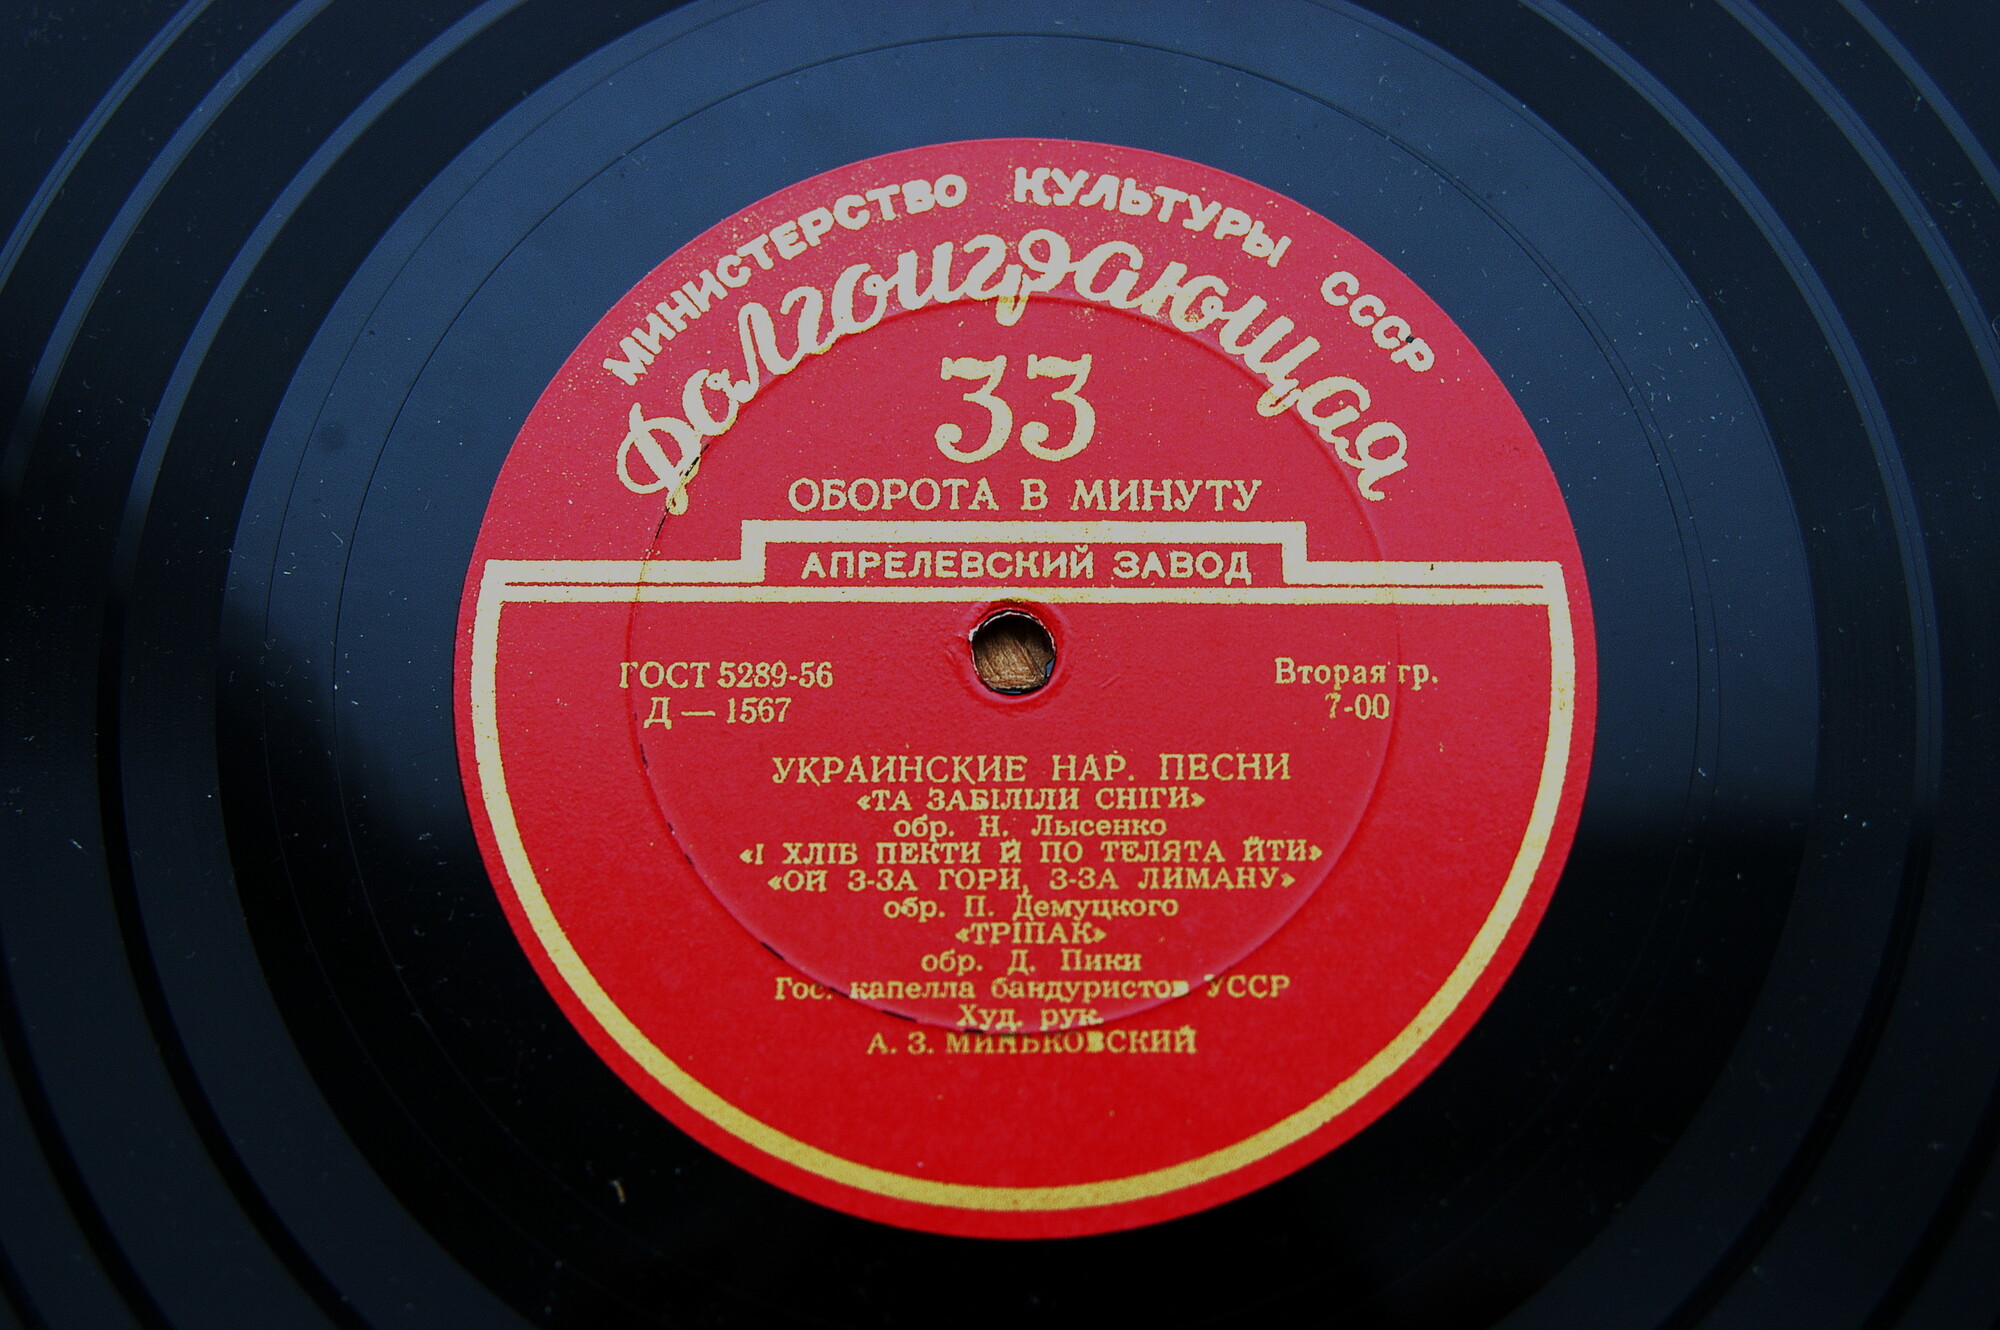 МИНИСТЕРСТВО КУЛЬТУРЫ СССР
Долгоиграющая
33
ОБОРОТА В МИНУТУ
АПРЕЛЕВСКИЙ ЗАВОД
ГОСТ 5289-56
Д — 1567
Вторая гр.
7-00
УКРАИНСКИЕ НАР. ПЕСНИ
«ТА ЗАБІЛІЛИ СНІГИ»
обр. Н. Лысенко
«І ХЛІБ ПЕКТИ Й ПО ТЕЛЯТА ЙТИ»
«ОЙ З-ЗА ГОРИ, З-ЗА ЛИМАНУ»
обр. П. Демуцкого
«ТРІПАК»
обр. Д. Пики
Гос. капелла бандуристов УССР
Худ. рук.
А. З. МИНЬКОВСКИЙ